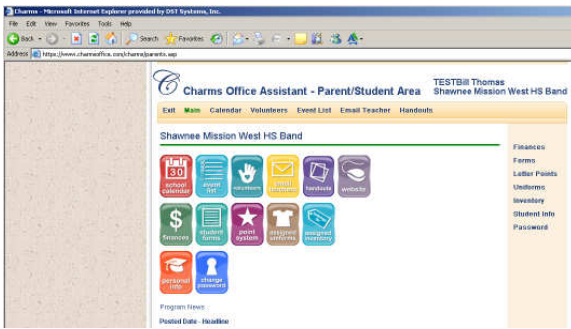 Charms - Microsoft Internet Explorer provided by DST Systems, Inc.
File Edit View Favorites Tools Help
Back Search Favorites
Address https://www.charmsoffice.com/charms/parents.asp
Charms Office Assistant - Parent/Student Area
TESTBill Thomas
Shawnee Mission West HS Band
Exit Main Calendar Volunteers Event List Email Teacher Handouts
Shawnee Mission West HS Band
30
school calendar
event list
volunteers
email
handouts
website
$
finances
student forms
point system
assigned uniforms
assigned inventory
personal info
change password
Finances
Forms
Letter Points
Uniforms
Inventory
Student Info
Password
Program News
Posted Date - Headline